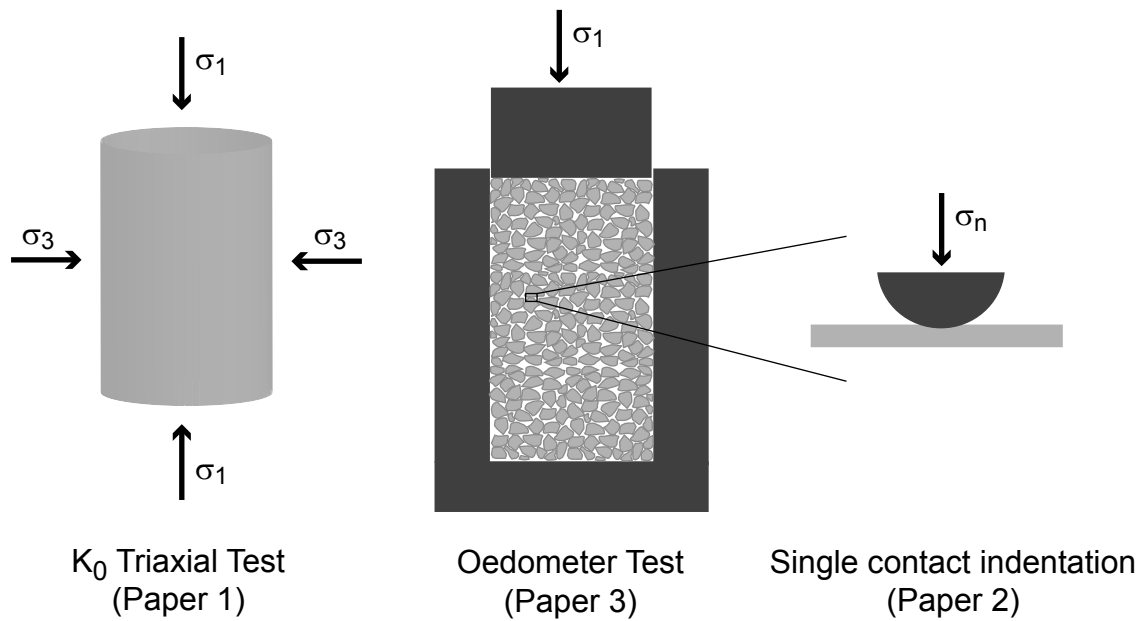 σ1
σ3
σ3
σ1
σ1
σn
K0 Triaxial Test
(Paper 1)
Oedometer Test
(Paper 3)
Single contact indentation
(Paper 2)